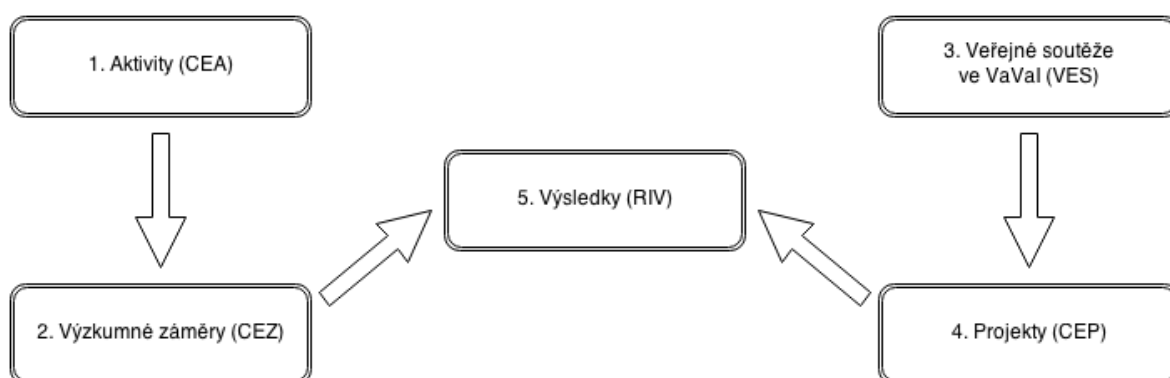 1. Aktivity (CEA)
3. Veřejné soutěže
ve VaVaI (VES)
5. Výsledky (RIV)
2. Výzkumné záměry (CEZ)
4. Projekty (CEP)